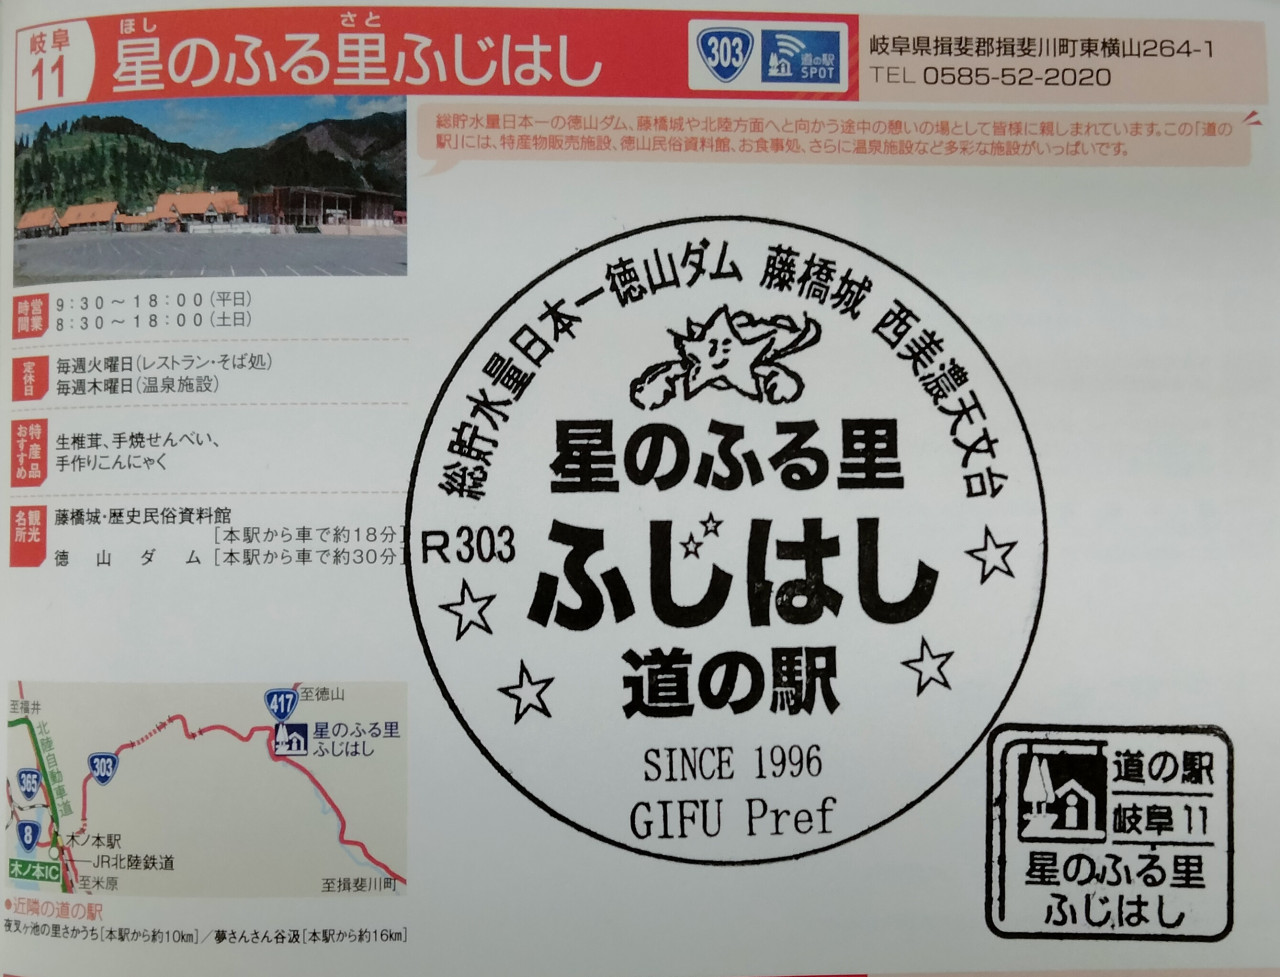 岐阜
11
ほし
さと
星のふる里ふじはし
303
道の駅
SPOT
岐阜県揖斐郡揖斐川町東横山264-1
TEL 0585-52-2020
総貯水量日本一の徳山ダム、藤橋城や北陸方面へと向かう途中の憩いの場として皆様に親しまれています。この「道の
駅」には、特産物販売施設、徳山民俗資料館、お食事処、さらに温泉施設など多彩な施設がいっぱいです。
営業
時間
9:30～18:00(平日)
8:30～18:00(土日)
定休日
毎週火曜日(レストラン・そば処)
毎週木曜日(温泉施設)
特産品
おすすめ
生椎茸、手焼せんべい、
手作りこんにゃく
観光
名所
藤橋城・歴史民俗資料館
[本駅から車で約18分]
徳山ダム [本駅から車で約30分]
総貯水量日本一徳山ダム 藤橋城 西美濃天文台
星のふる里
R303
ふじはし
道の駅
SINCE 1996
GIFU Pref
道の駅
岐阜11
星のふる里
ふじはし
至福井
417
至徳山
北陸自動車道
星のふる里
ふじはし
303
365
8
木ノ本駅
JR北陸鉄道
木ノ本IC
至米原
至揖斐川町
●近隣の道の駅
夜叉ヶ池の里さかうち[本駅から約10km]／夢さんさん谷汲[本駅から約16km]